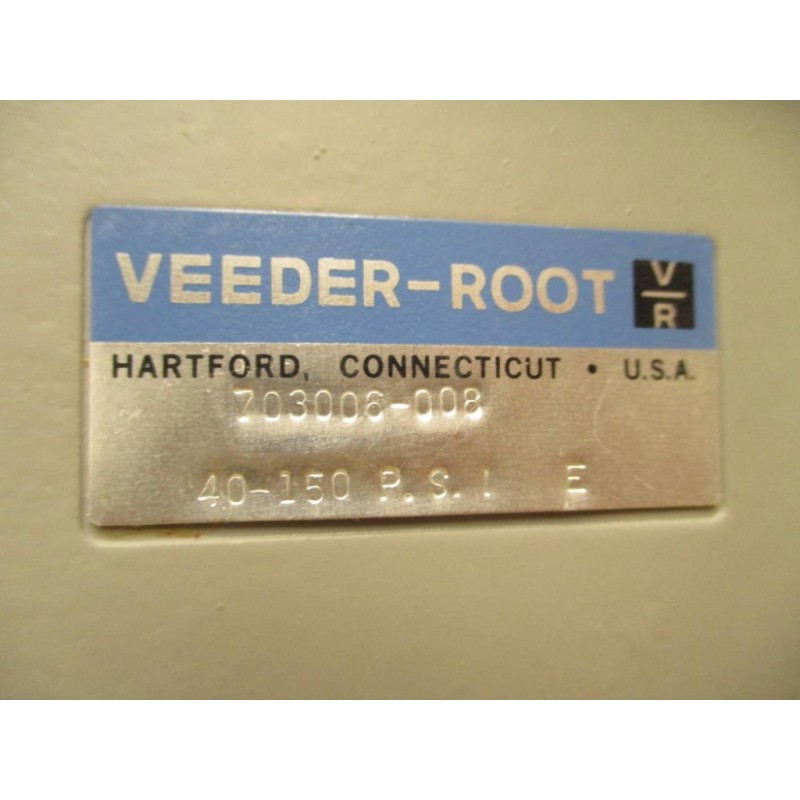 VEEDER-ROOT V/R
HARTFORD, CONNECTICUT • U.S.A.
703006-008
40-150 P.S.I E